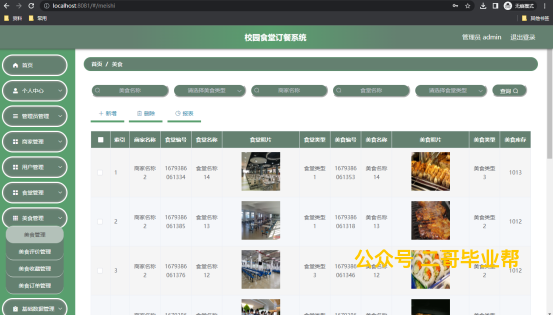 localhost:8081/#/meishi
无痕模式
资料 常用
其他书签
校园食堂订餐系统
管理员 admin 退出登录
首页
个人中心
管理员管理
商家管理
用户管理
食堂管理
美食管理
美食管理
美食评价管理
美食收藏管理
美食订单管理
基础数据管理
首页 / 美食
美食名称 请选择美食类型 商家名称 食堂名称 请选择食堂类型 查询
+ 新增 删除 报表
索引 商家名称 食堂编号 食堂名称 食堂照片 食堂类型 美食编号 美食名称 美食照片 美食类型 美食库存
1 商家名称2 1679386061334 食堂名称14 食堂类型1 1679386061353 美食名称14 美食类型3 1013
2 商家名称2 1679386061385 食堂名称13 食堂类型1 1679386061318 美食名称13 美食类型2 1012
3 商家名称2 1679386061376 食堂名称12 食堂类型3 1679386061346 美食名称12 美食类型2 1012
公众号 哥毕业帮